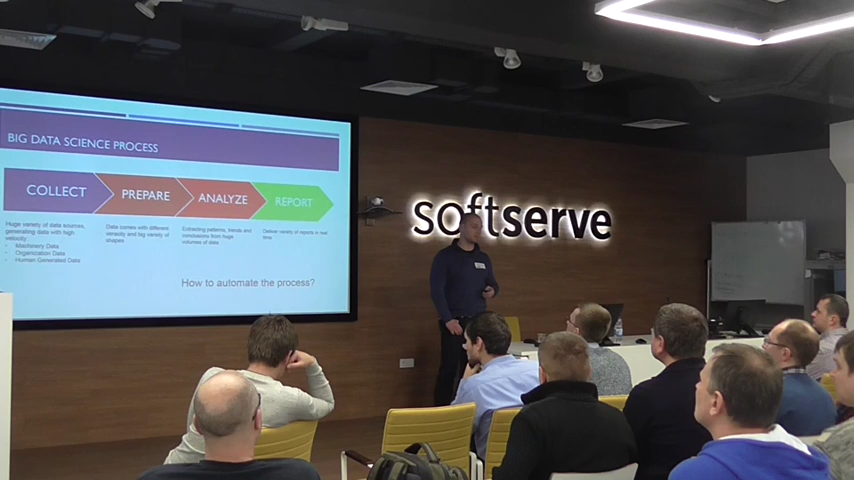 BIG DATA SCIENCE PROCESS
COLLECT
PREPARE
ANALYZE
REPORT
Huge variety of data sources,
generating data with high
velocity:
• Machinery Data
• Organization Data
• Human Generated Data
Data comes with different
veracity and big variety of
shapes
Extracting patterns, trends and
conclusions from huge
volumes of data
Deliver variety of reports in real
time
How to automate the process?
softserve